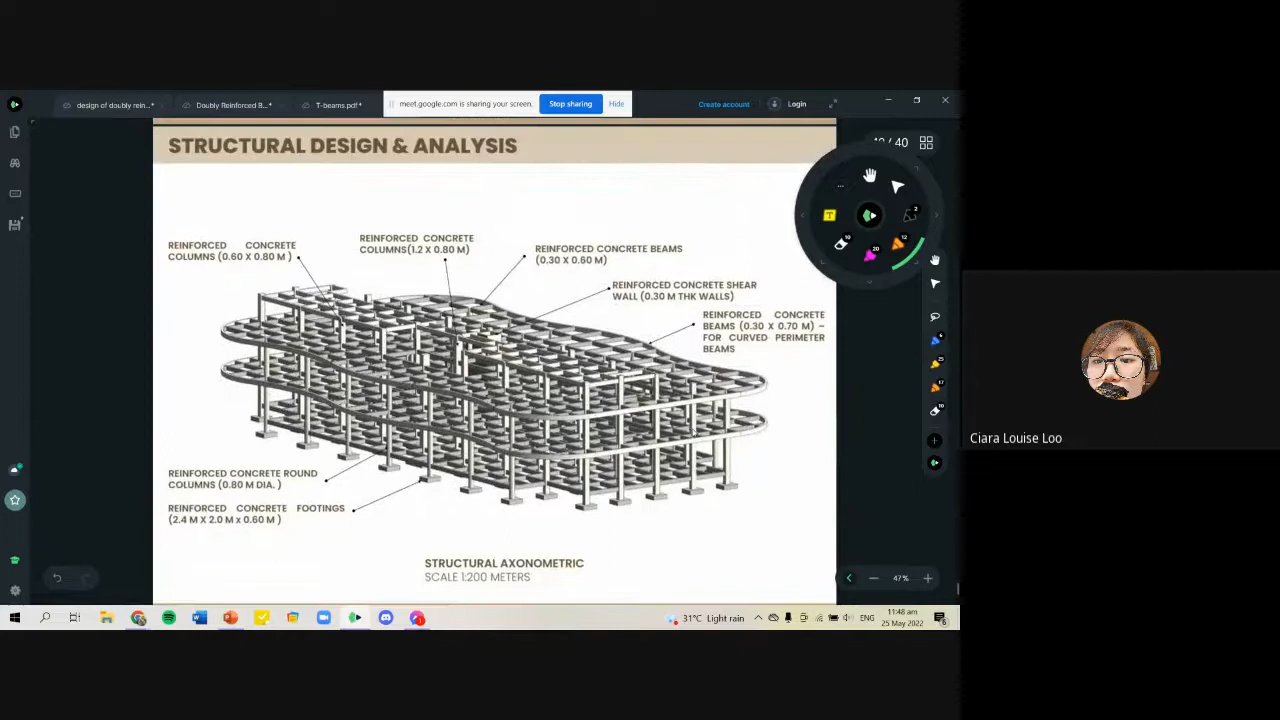 design of doubly rein...*
Doubly Reinforced B...*
T-beams.pdf*
meet.google.com is sharing your screen.
Stop sharing
Hide
Create account
Login
STRUCTURAL DESIGN & ANALYSIS
/ 40
REINFORCED CONCRETE
COLUMNS (0.60 X 0.80 M )
REINFORCED CONCRETE
COLUMNS(1.2 X 0.80 M)
REINFORCED CONCRETE BEAMS
(0.30 X 0.60 M)
REINFORCED CONCRETE SHEAR
WALL (0.30 M THK WALLS)
REINFORCED CONCRETE
BEAMS (0.30 X 0.70 M) –
FOR CURVED PERIMETER
BEAMS
REINFORCED CONCRETE ROUND
COLUMNS (0.80 M DIA. )
REINFORCED CONCRETE FOOTINGS
(2.4 M X 2.0 M x 0.60 M )
STRUCTURAL AXONOMETRIC
SCALE 1:200 METERS
T
2
10
20
12
47%
Ciara Louise Loo
31°C Light rain
ENG
11:48 am
25 May 2022